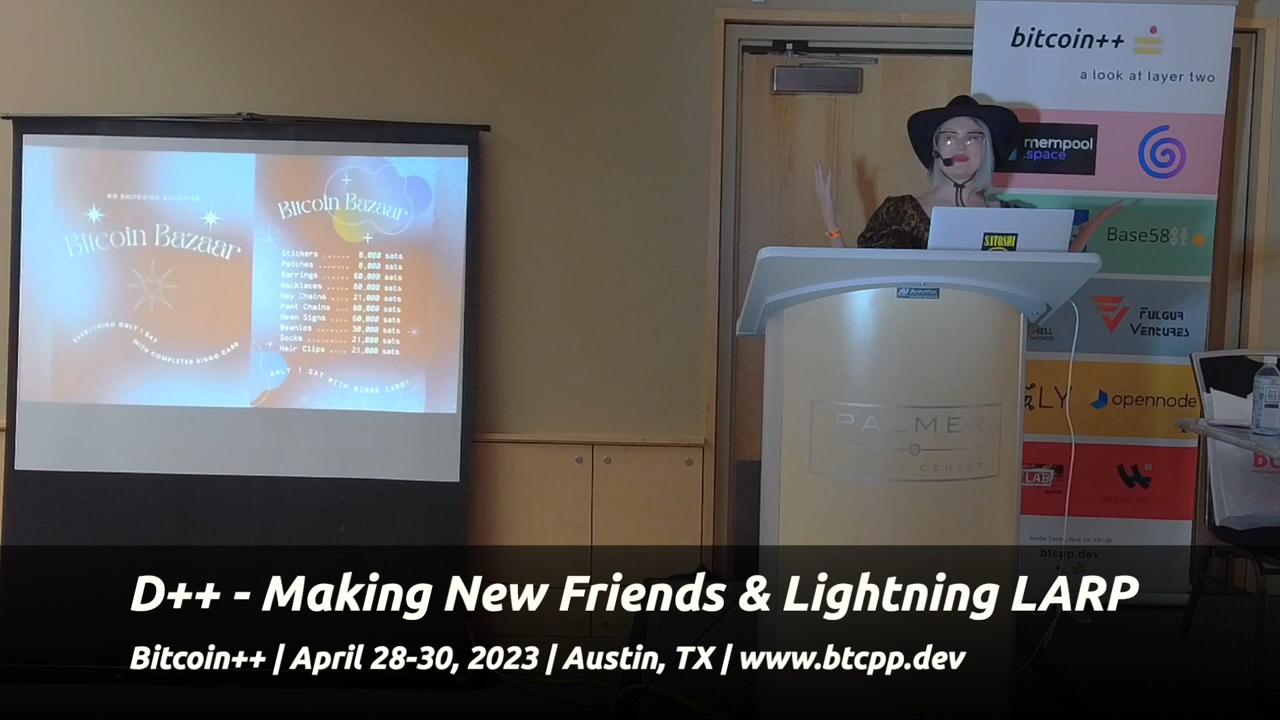 NO SHITCOINS ACCEPTED
Bitcoin Bazaar
EVERYTHING ONLY 1 SAT
WITH COMPLETED BINGO CARD
Bitcoin Bazaar
Stickers ...... 8,000 sats
Patches ....... 8,000 sats
Earrings ...... 60,000 sats
Necklaces ..... 80,000 sats
Key Chains .... 21,000 sats
Pant Chains ... 60,000 sats
Neon Signs .... 60,000 sats
Beanies ....... 30,000 sats
Socks ......... 21,000 sats
Hair Clips .... 21,000 sats
ONLY 1 SAT WITH BINGO CARD!
bitcoin++
a look at layer two
mempool
.space
Base58
SATOSHI
FULGUR
VENTURES
LY
opennode
PALMER
CENTER
LAB
btcpp.dev
D++ - Making New Friends & Lightning LARP
Bitcoin++ | April 28-30, 2023 | Austin, TX | www.btcpp.dev